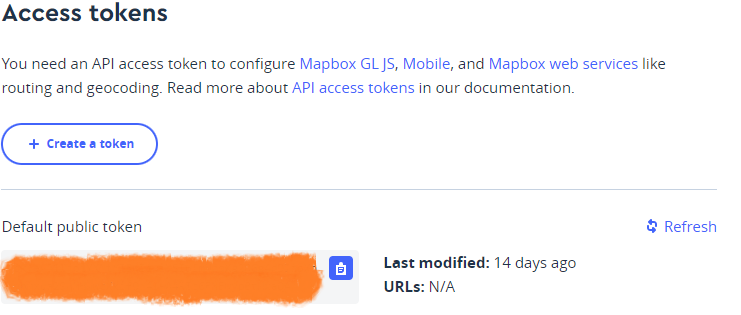 Access tokens
You need an API access token to configure Mapbox GL JS, Mobile, and Mapbox web services like
routing and geocoding. Read more about API access tokens in our documentation.
+ Create a token
Default public token
Refresh
Last modified: 14 days ago
URLs: N/A